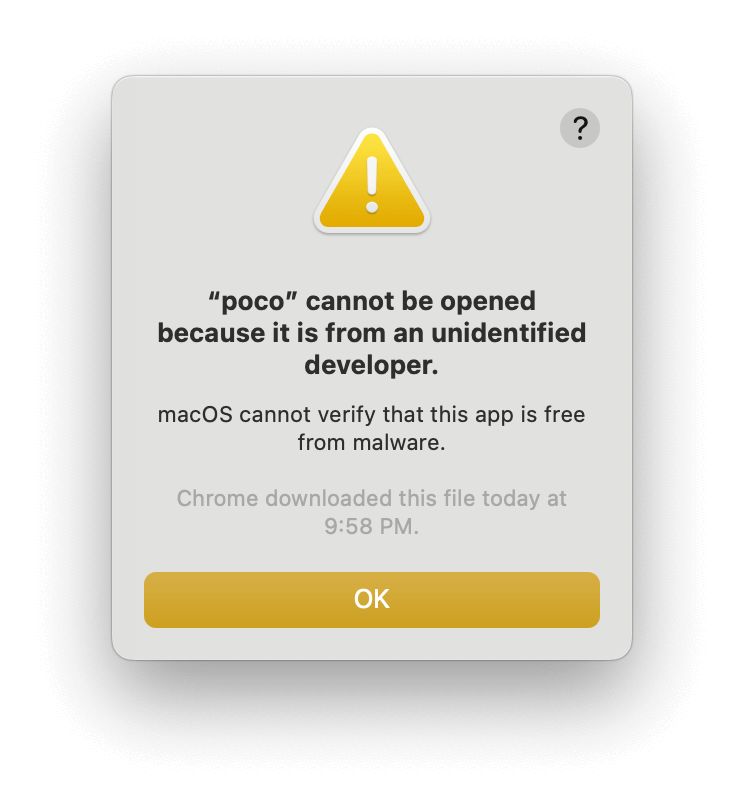 ?
“poco” cannot be opened
because it is from an unidentified
developer.
macOS cannot verify that this app is free
from malware.
Chrome downloaded this file today at
9:58 PM.
OK